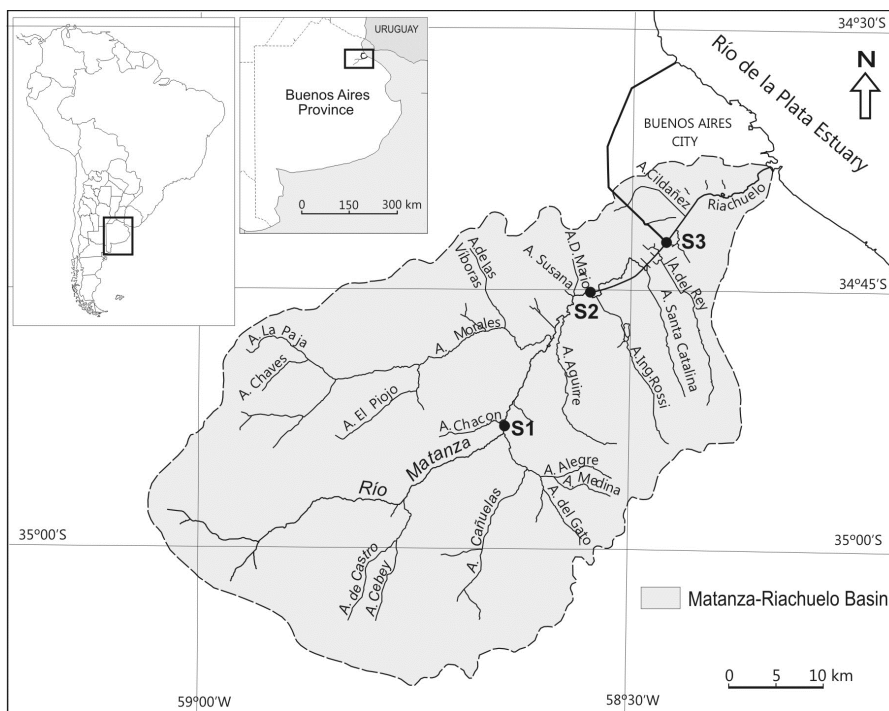 URUGUAY
Buenos Aires
Province
0 150 300 km
34°30'S
Río de la Plata
Estuary
N
BUENOS AIRES
CITY
A.Cildañez
Riachuelo
S3
A.del Rey
A. Santa Catalina
A.D.Mario
A. Susana
A.de las
Víboras
34°45'S
S2
A. La Paja
A. Morales
A. Chaves
A. El Piojo
A. Aguirre
A.Ing.Rossi
A. Chacon
S1
Río Matanza
A. Alegre
A. Medina
A. del Gato
A. Cañuelas
A. de Castro
A. Cebey
35°00'S
35°00'S
Matanza-Riachuelo Basin
0 5 10 km
59°00'W
58°30'W